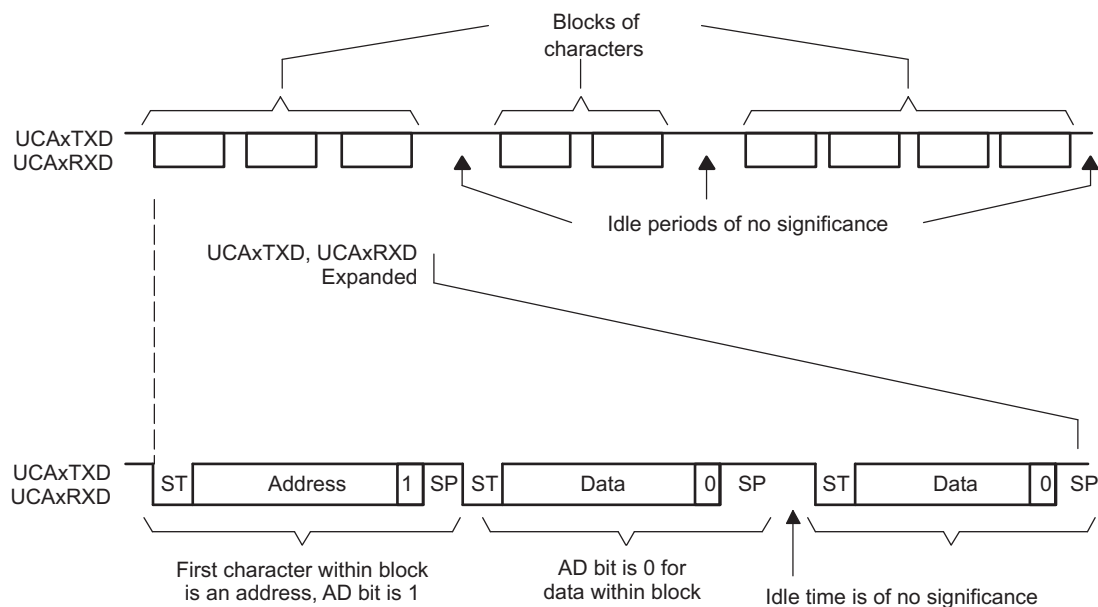 Blocks of
characters
UCAxTXD
UCAxRXD
Idle periods of no significance
UCAxTXD, UCAxRXD
Expanded
UCAxTXD
UCAxRXD
ST Address 1 SP ST Data 0 SP ST Data 0 SP
First character within block
is an address, AD bit is 1
AD bit is 0 for
data within block
Idle time is of no significance